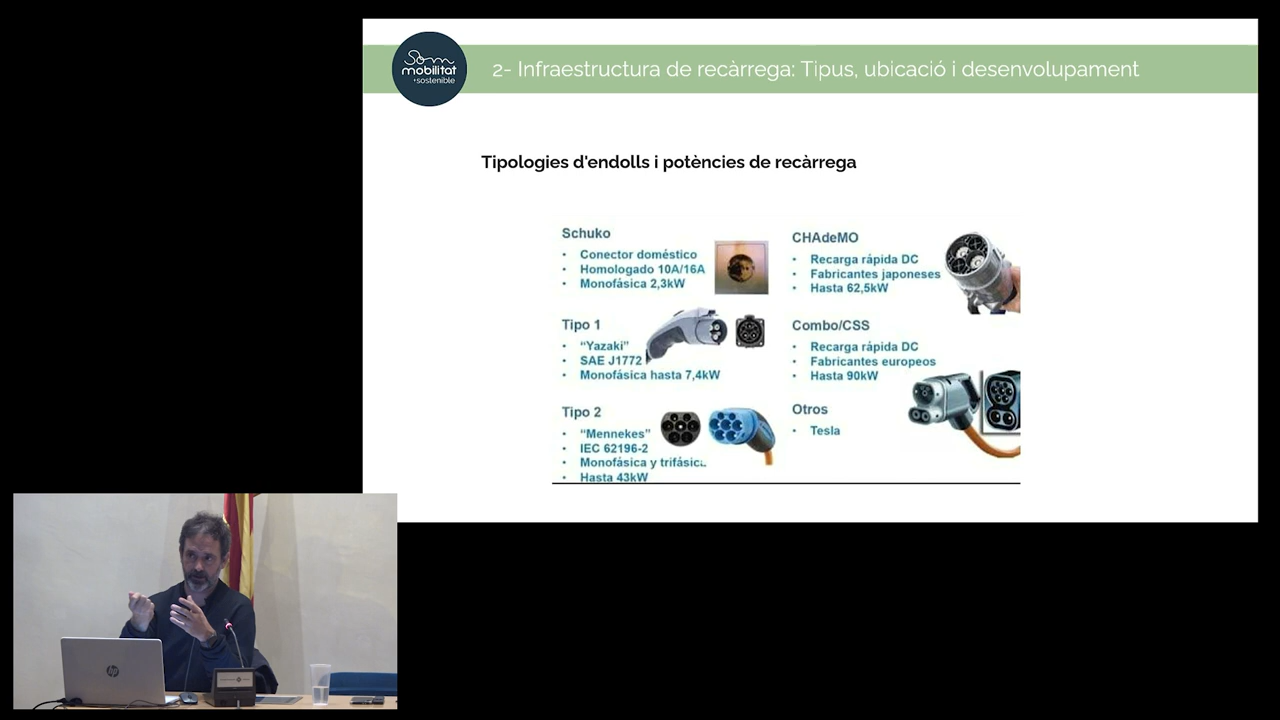 Som
mobilitat
+sostenible
2- Infraestructura de recàrrega: Tipus, ubicació i desenvolupament
Tipologies d'endolls i potències de recàrrega
Schuko
• Conector doméstico
• Homologado 10A/16A
• Monofásica 2,3kW
Tipo 1
• “Yazaki”
• SAE J1772
• Monofásica hasta 7,4kW
Tipo 2
• “Mennekes”
• IEC 62196-2
• Monofásica y trifásica
• Hasta 43kW
CHAdeMO
• Recarga rápida DC
• Fabricantes japoneses
• Hasta 62,5kW
Combo/CSS
• Recarga rápida DC
• Fabricantes europeos
• Hasta 90kW
Otros
• Tesla
hp